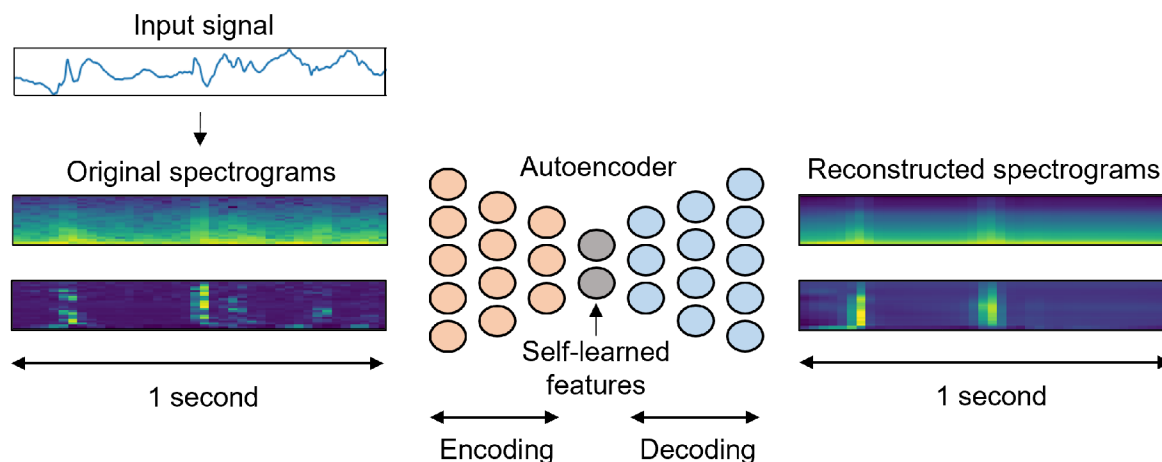 Input signal
Original spectrograms
Autoencoder
Reconstructed spectrograms
Self-learned
features
1 second
1 second
Encoding
Decoding